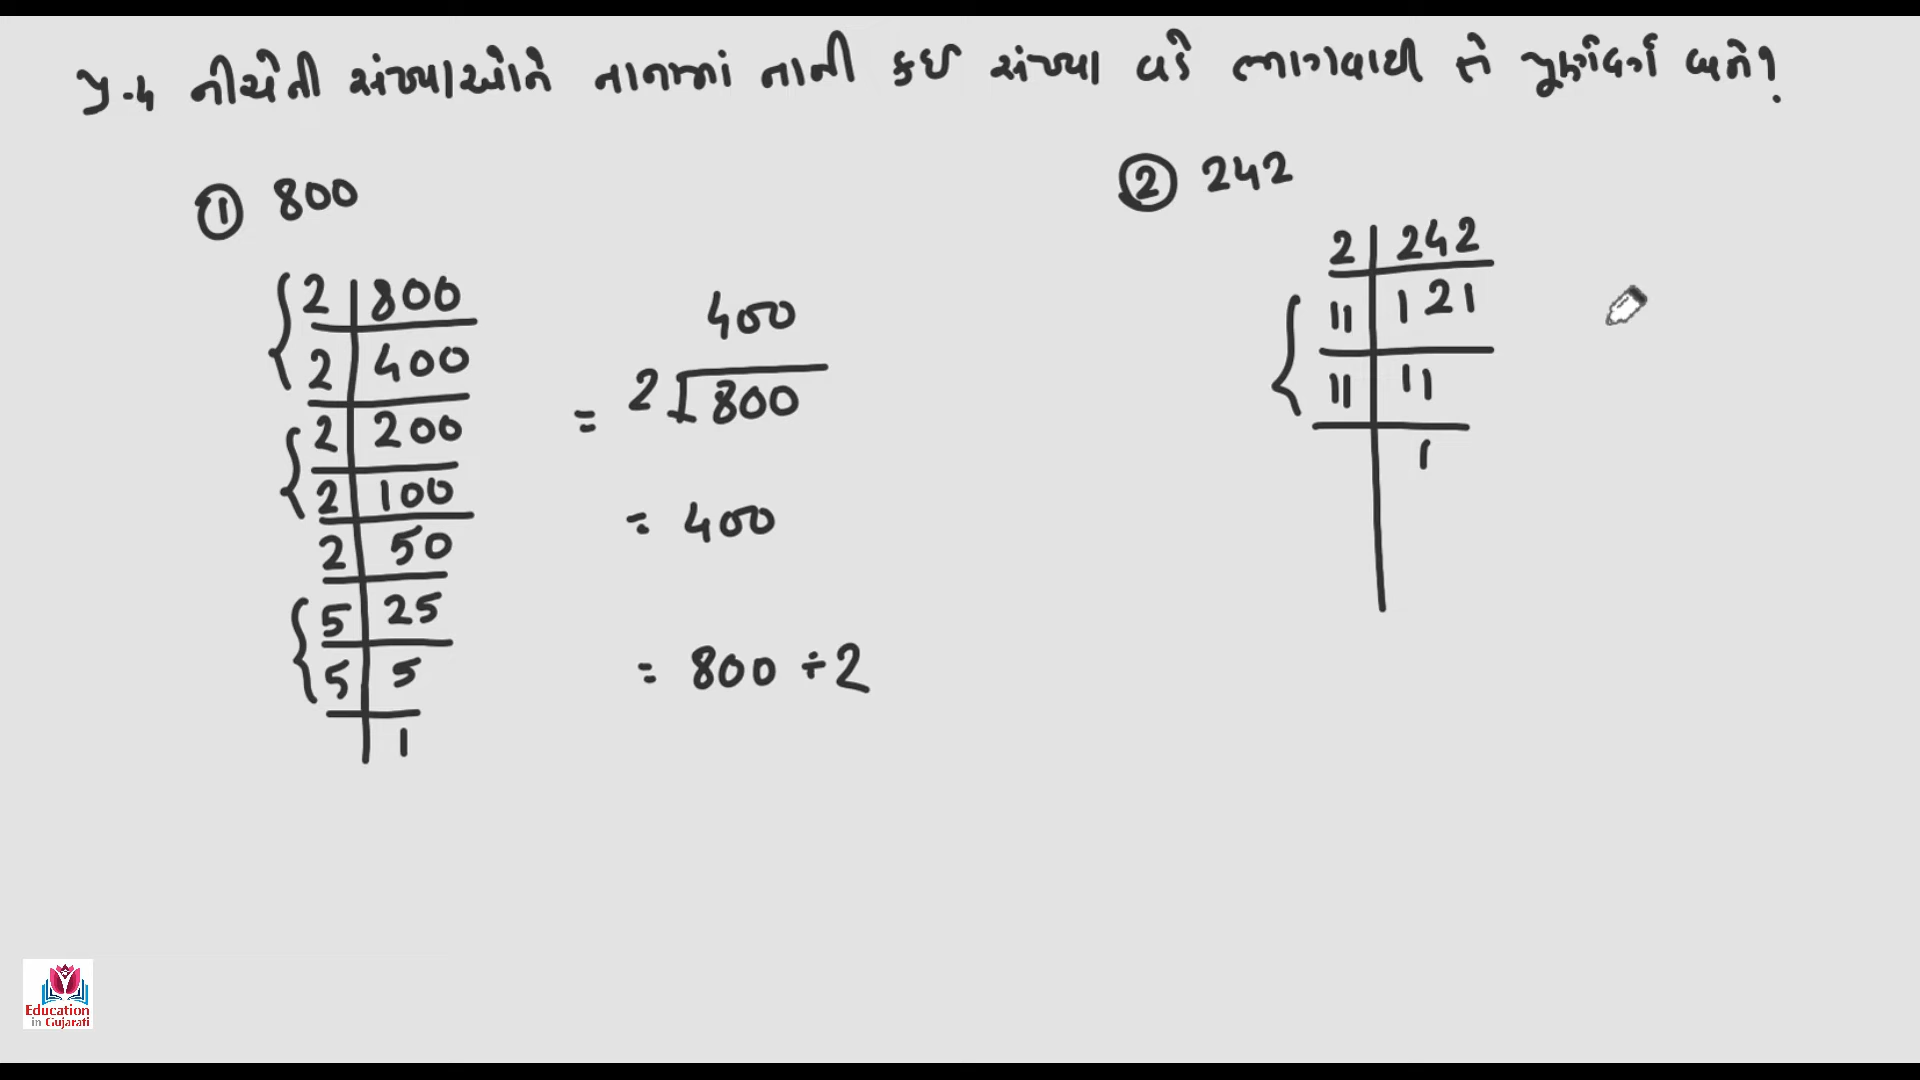 પ્ર-4 નીચેની સંખ્યાઓને નાનામાં નાની કઈ સંખ્યા વડે ભાગવાથી તે પૂર્ણવર્ગ બને?
① 800
2 | 800
2 | 400
2 | 200
2 | 100
2 | 50
5 | 25
5 | 5
1
400
= 2 √800
= 400
= 800 ÷ 2
② 242
2 | 242
11 | 121
11 | 11
1
Education
in Gujarati